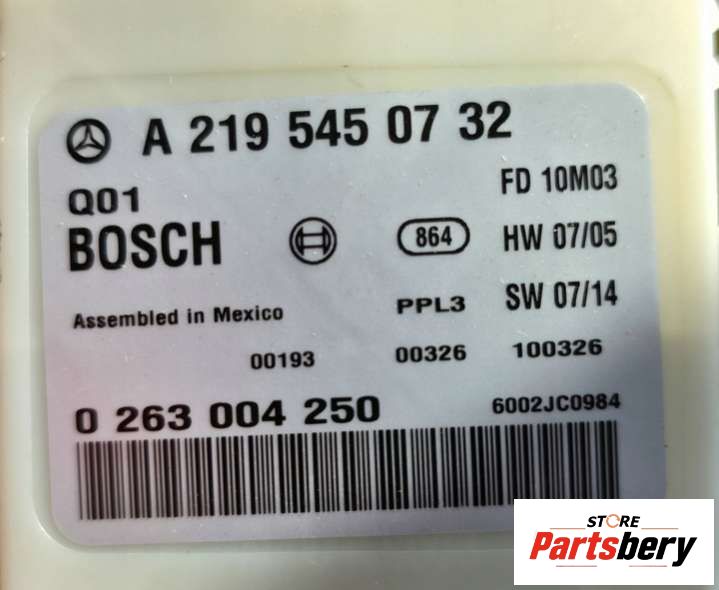 A 219 545 07 32
Q01
FD 10M03
BOSCH
864
HW 07/05
Assembled in Mexico
PPL3
SW 07/14
00193
00326
100326
0 263 004 250
6002JC0984
STORE
Partsbery